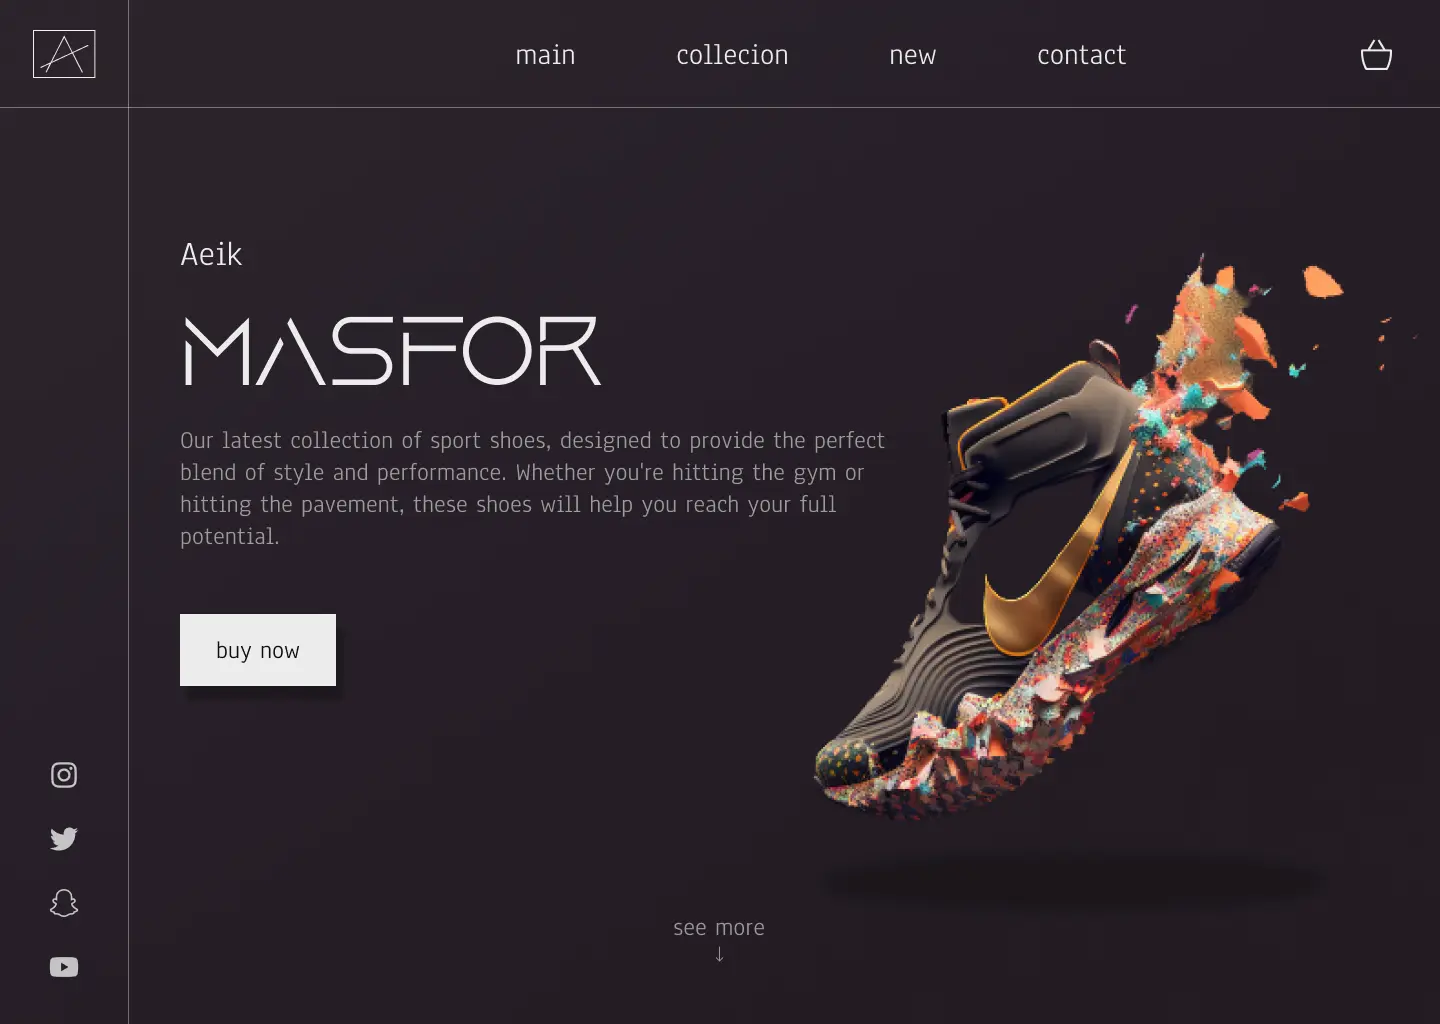 main
collecion
new
contact
Aeik
MASFOR
Our latest collection of sport shoes, designed to provide the perfect
blend of style and performance. Whether you're hitting the gym or
hitting the pavement, these shoes will help you reach your full
potential.
buy now
see more
↓